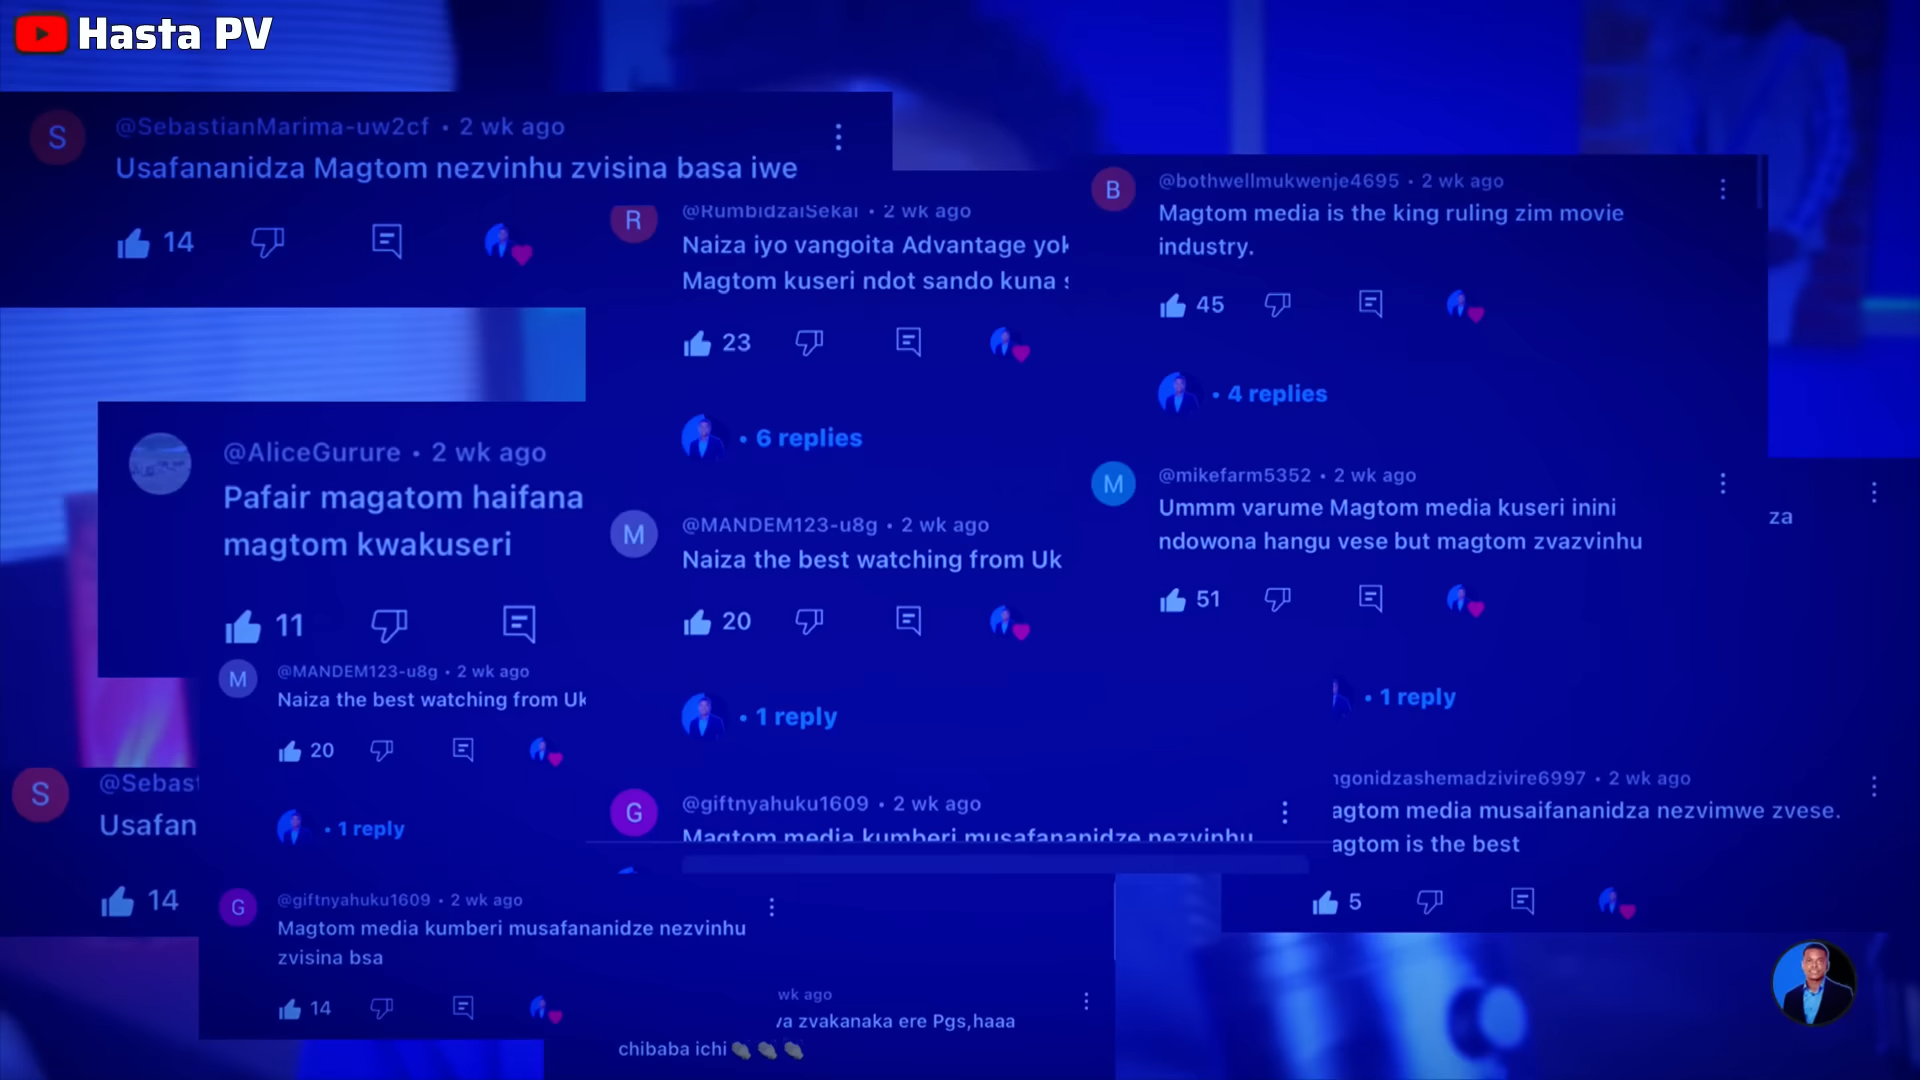 Hasta PV
@SebastianMarima-uw2cf • 2 wk ago
Usafananidza Magtom nezvinhu zvisina basa iwe
14
@RumbidzaiSekai • 2 wk ago
Naiza iyo vangoita Advantage yok
Magtom kuseri ndot sando kuna s
23
6 replies
@bothwellmukwenje4695 • 2 wk ago
Magtom media is the king ruling zim movie
industry.
45
4 replies
@AliceGurure • 2 wk ago
Pafair magatom haifana
magtom kwakuseri
11
@MANDEM123-u8g • 2 wk ago
Naiza the best watching from Uk
20
1 reply
@mikefarm5352 • 2 wk ago
Ummm varume Magtom media kuseri inini
ndowona hangu vese but magtom zvazvinhu
51
1 reply
za
@MANDEM123-u8g • 2 wk ago
Naiza the best watching from Uk
20
1 reply
@Sebast
Usafan
14
@giftnyahuku1609 • 2 wk ago
Magtom media kumberi musafananidze nezvinhu
ngonidzashemadzivire6997 • 2 wk ago
agtom media musaifananidza nezvimwe zvese.
agtom is the best
5
@giftnyahuku1609 • 2 wk ago
Magtom media kumberi musafananidze nezvinhu
zvisina bsa
14
wk ago
va zvakanaka ere Pgs,haaa
chibaba ichi